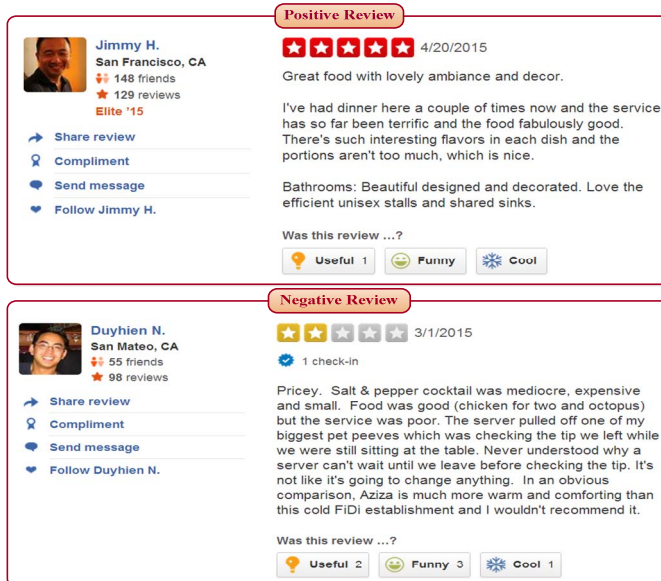 Positive Review
Jimmy H.
San Francisco, CA
148 friends
129 reviews
Elite '15
Share review
Compliment
Send message
Follow Jimmy H.
4/20/2015
Great food with lovely ambiance and decor.
I've had dinner here a couple of times now and the service
has so far been terrific and the food fabulously good.
There's such interesting flavors in each dish and the
portions aren't too much, which is nice.
Bathrooms: Beautiful designed and decorated. Love the
efficient unisex stalls and shared sinks.
Was this review ...?
Useful 1 Funny Cool
Negative Review
Duyhien N.
San Mateo, CA
55 friends
98 reviews
Share review
Compliment
Send message
Follow Duyhien N.
3/1/2015
1 check-in
Pricey. Salt & pepper cocktail was mediocre, expensive
and small. Food was good (chicken for two and octopus)
but the service was poor. The server pulled off one of my
biggest pet peeves which was checking the tip we left while
we were still sitting at the table. Never understood why a
server can't wait until we leave before checking the tip. It's
not like it's going to change anything. In an obvious
comparison, Aziza is much more warm and comforting than
this cold FiDi establishment and I wouldn't recommend it.
Was this review ...?
Useful 2 Funny 3 Cool 1